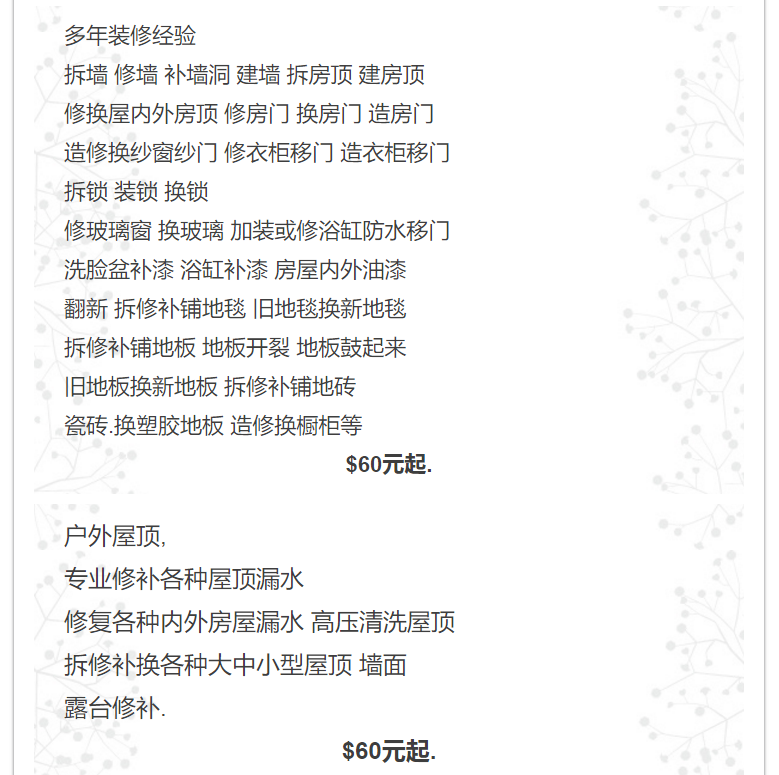 多年装修经验
拆墙 修墙 补墙洞 建墙 拆房顶 建房顶
修换屋内外房顶 修房门 换房门 造房门
造修换纱窗纱门 修衣柜移门 造衣柜移门
拆锁 装锁 换锁
修玻璃窗 换玻璃 加装或修浴缸防水移门
洗脸盆补漆 浴缸补漆 房屋内外油漆
翻新 拆修补铺地毯 旧地毯换新地毯
拆修补铺地板 地板开裂 地板鼓起来
旧地板换新地板 拆修补铺地砖
瓷砖.换塑胶地板 造修换橱柜等
$60元起.
户外屋顶,
专业修补各种屋顶漏水
修复各种内外房屋漏水 高压清洗屋顶
拆修补换各种大中小型屋顶 墙面
露台修补.
$60元起.